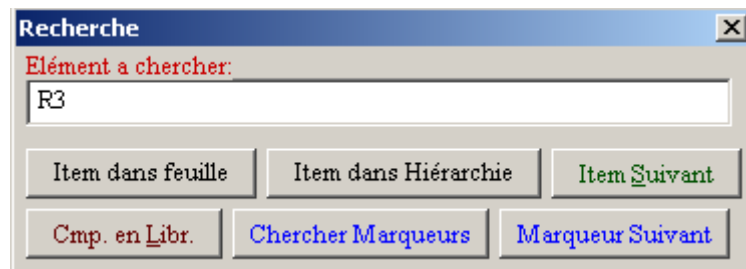 Recherche
Elément a chercher:
R3
Item dans feuille
Item dans Hiérarchie
Item Suivant
Cmp. en Libr.
Chercher Marqueurs
Marqueur Suivant